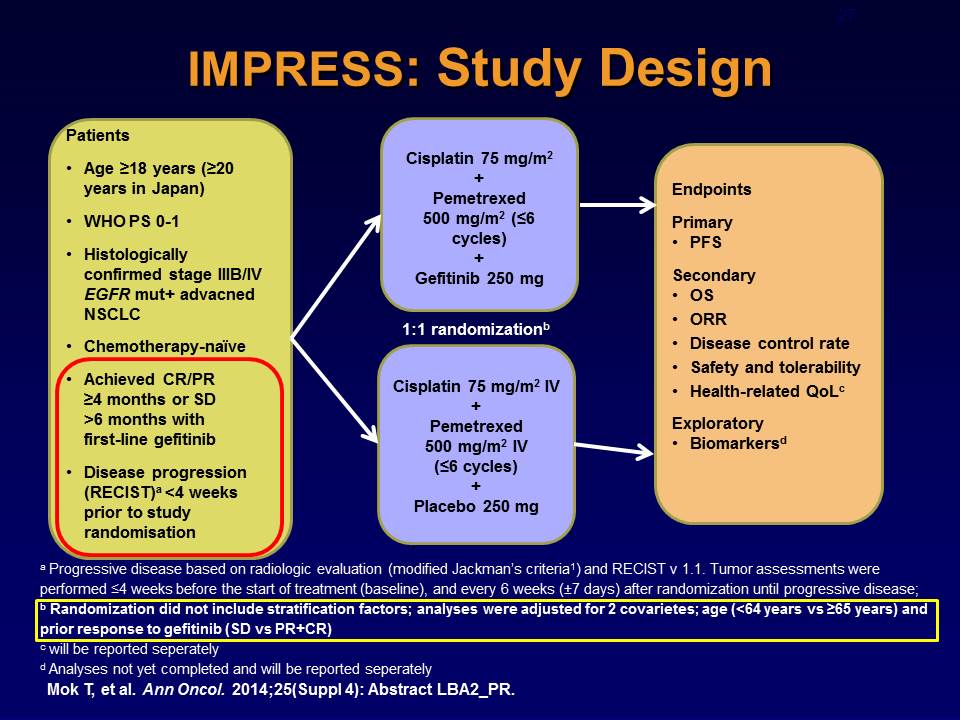 25
IMPRESS: Study Design
Patients
• Age ≥18 years (≥20
years in Japan)
• WHO PS 0-1
• Histologically
confirmed stage IIIB/IV
EGFR mut+ advacned
NSCLC
• Chemotherapy-naïve
• Achieved CR/PR
≥4 months or SD
>6 months with
first-line gefitinib
• Disease progression
(RECIST)ᵃ <4 weeks
prior to study
randomisation
Cisplatin 75 mg/m²
+
Pemetrexed
500 mg/m² (≤6
cycles)
+
Gefitinib 250 mg
1:1 randomizationᵇ
Cisplatin 75 mg/m² IV
+
Pemetrexed
500 mg/m² IV
(≤6 cycles)
+
Placebo 250 mg
Endpoints
Primary
• PFS
Secondary
• OS
• ORR
• Disease control rate
• Safety and tolerability
• Health-related QoLᶜ
Exploratory
• Biomarkersᵈ
ᵃ Progressive disease based on radiologic evaluation (modified Jackman’s criteria¹) and RECIST v 1.1. Tumor assessments were
performed ≤4 weeks before the start of treatment (baseline), and every 6 weeks (±7 days) after randomization until progressive disease;
ᵇ Randomization did not include stratification factors; analyses were adjusted for 2 covarietes; age (<64 years vs ≥65 years) and
prior response to gefitinib (SD vs PR+CR)
ᶜ will be reported seperately
ᵈ Analyses not yet completed and will be reported seperately
Mok T, et al. Ann Oncol. 2014;25(Suppl 4): Abstract LBA2_PR.